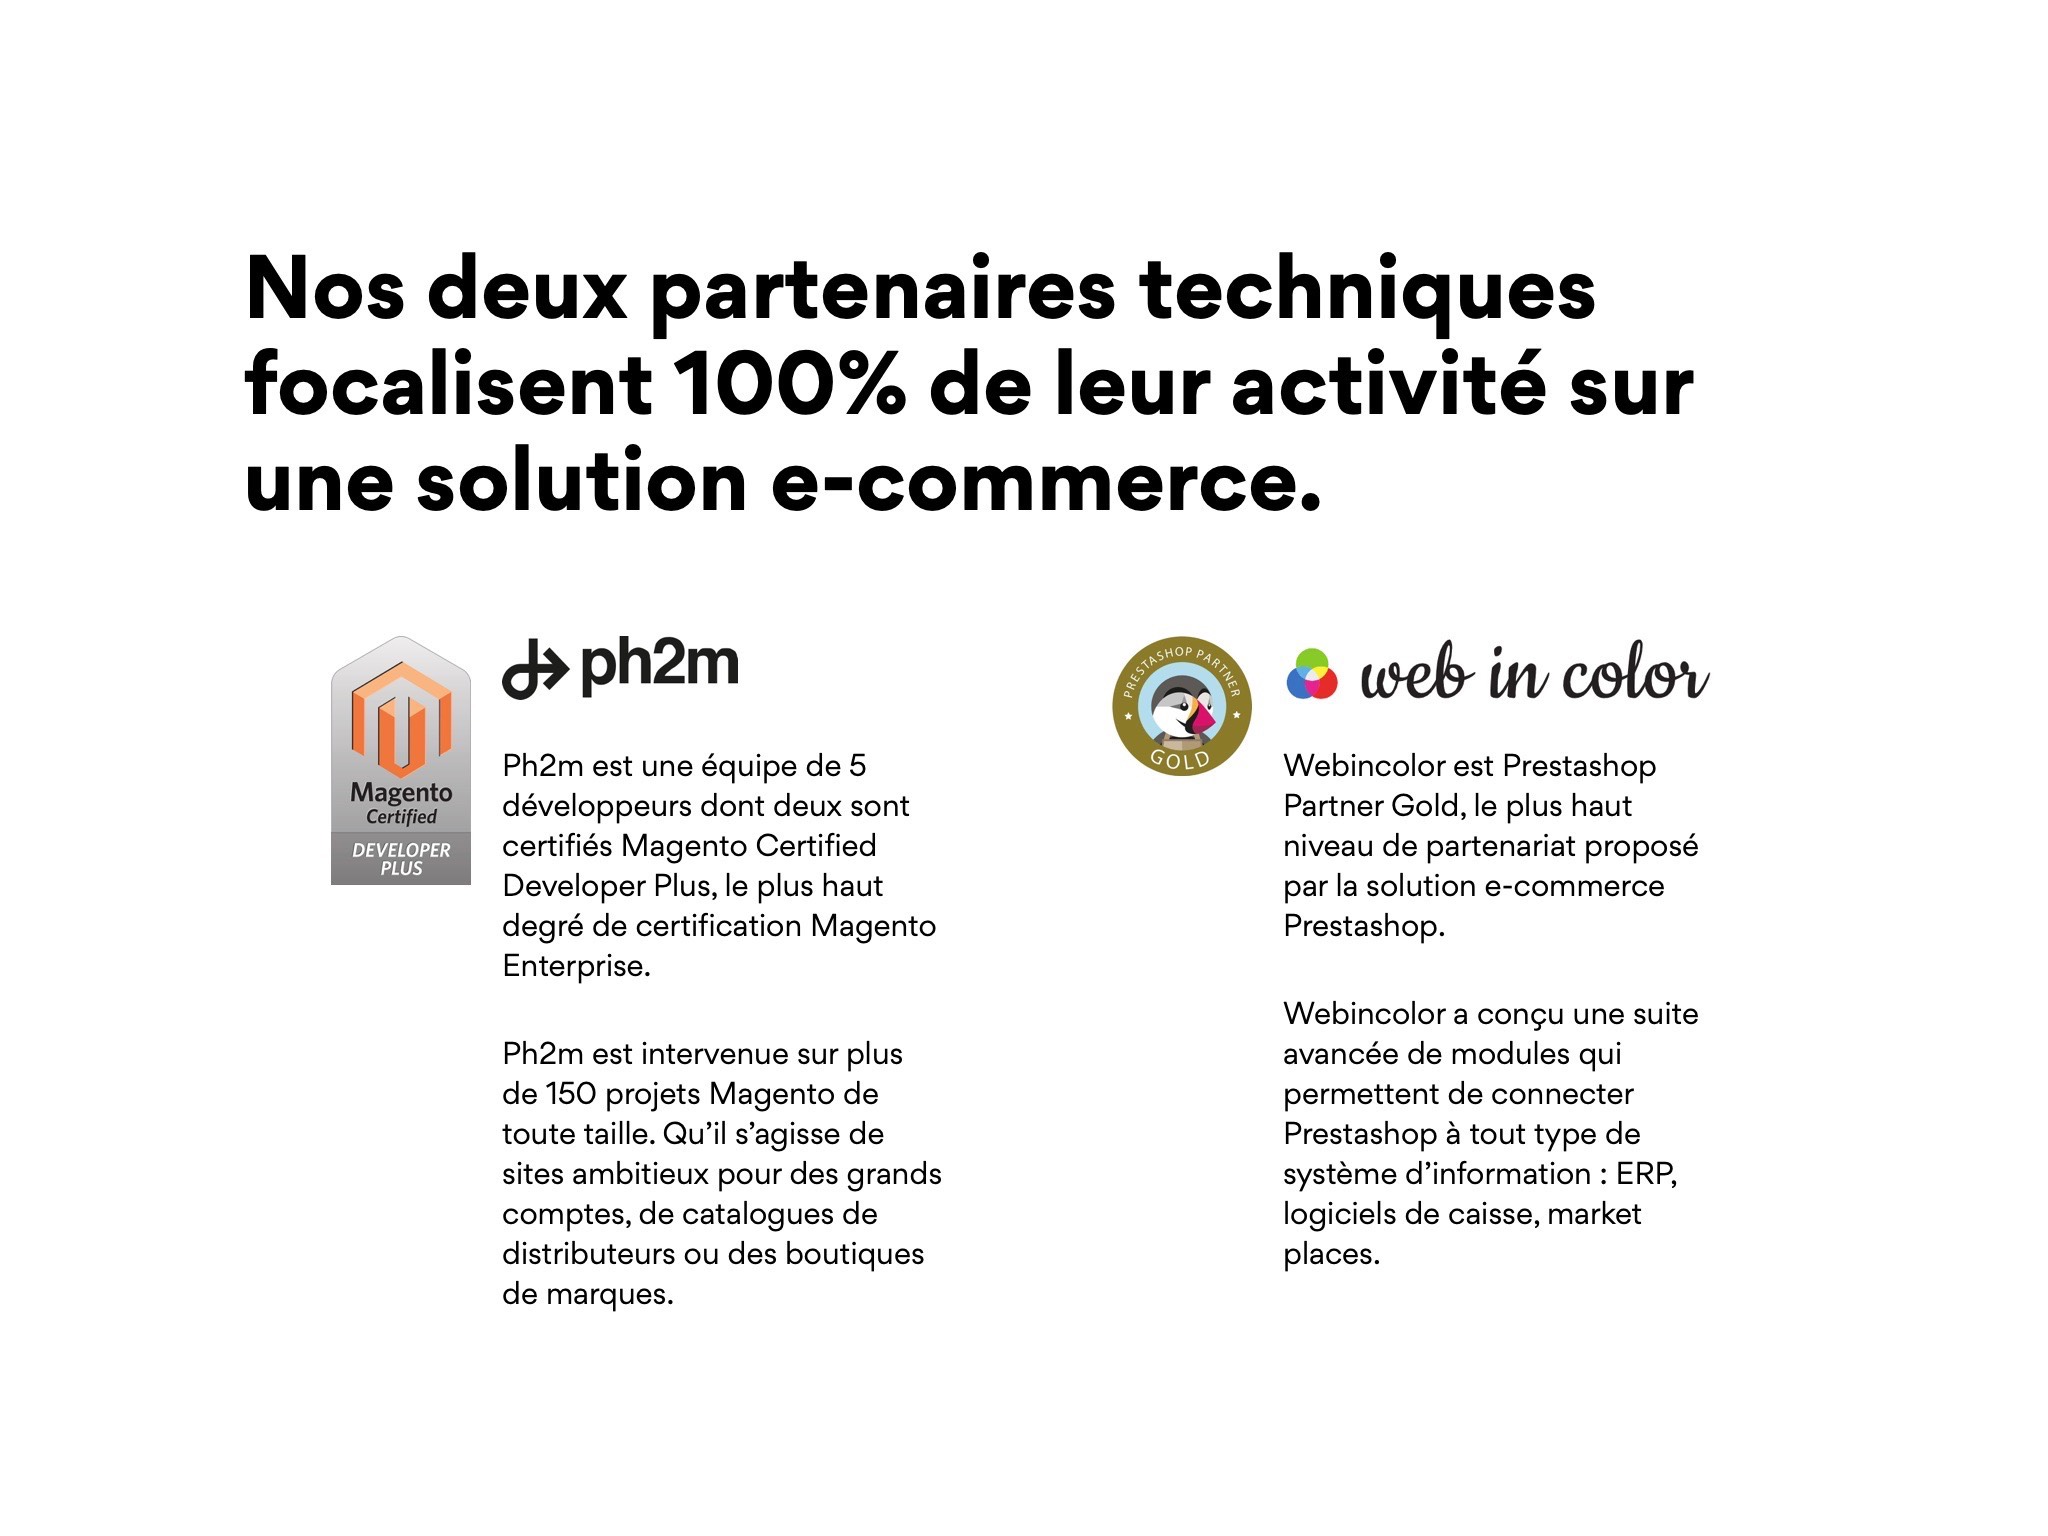 Nos deux partenaires techniques
focalisent 100% de leur activité sur
une solution e-commerce.
Magento
Certified
DEVELOPER
PLUS
ph2m
Ph2m est une équipe de 5
développeurs dont deux sont
certifiés Magento Certified
Developer Plus, le plus haut
degré de certification Magento
Enterprise.
Ph2m est intervenue sur plus
de 150 projets Magento de
toute taille. Qu’il s’agisse de
sites ambitieux pour des grands
comptes, de catalogues de
distributeurs ou des boutiques
de marques.
PRESTASHOP PARTNER
GOLD
web in color
Webincolor est Prestashop
Partner Gold, le plus haut
niveau de partenariat proposé
par la solution e-commerce
Prestashop.
Webincolor a conçu une suite
avancée de modules qui
permettent de connecter
Prestashop à tout type de
système d’information : ERP,
logiciels de caisse, market
places.